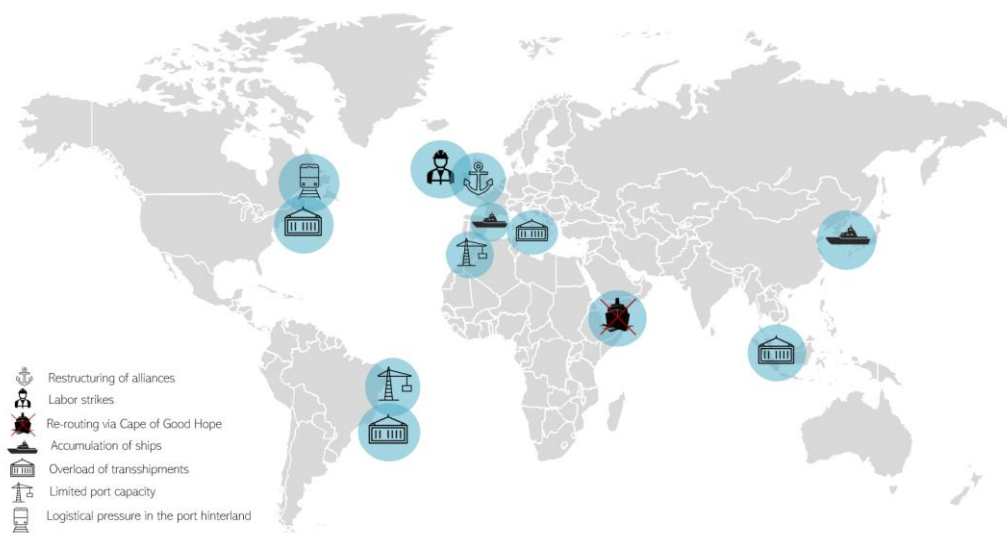 Restructuring of alliances
Labor strikes
Re-routing via Cape of Good Hope
Accumulation of ships
Overload of transshipments
Limited port capacity
Logistical pressure in the port hinterland